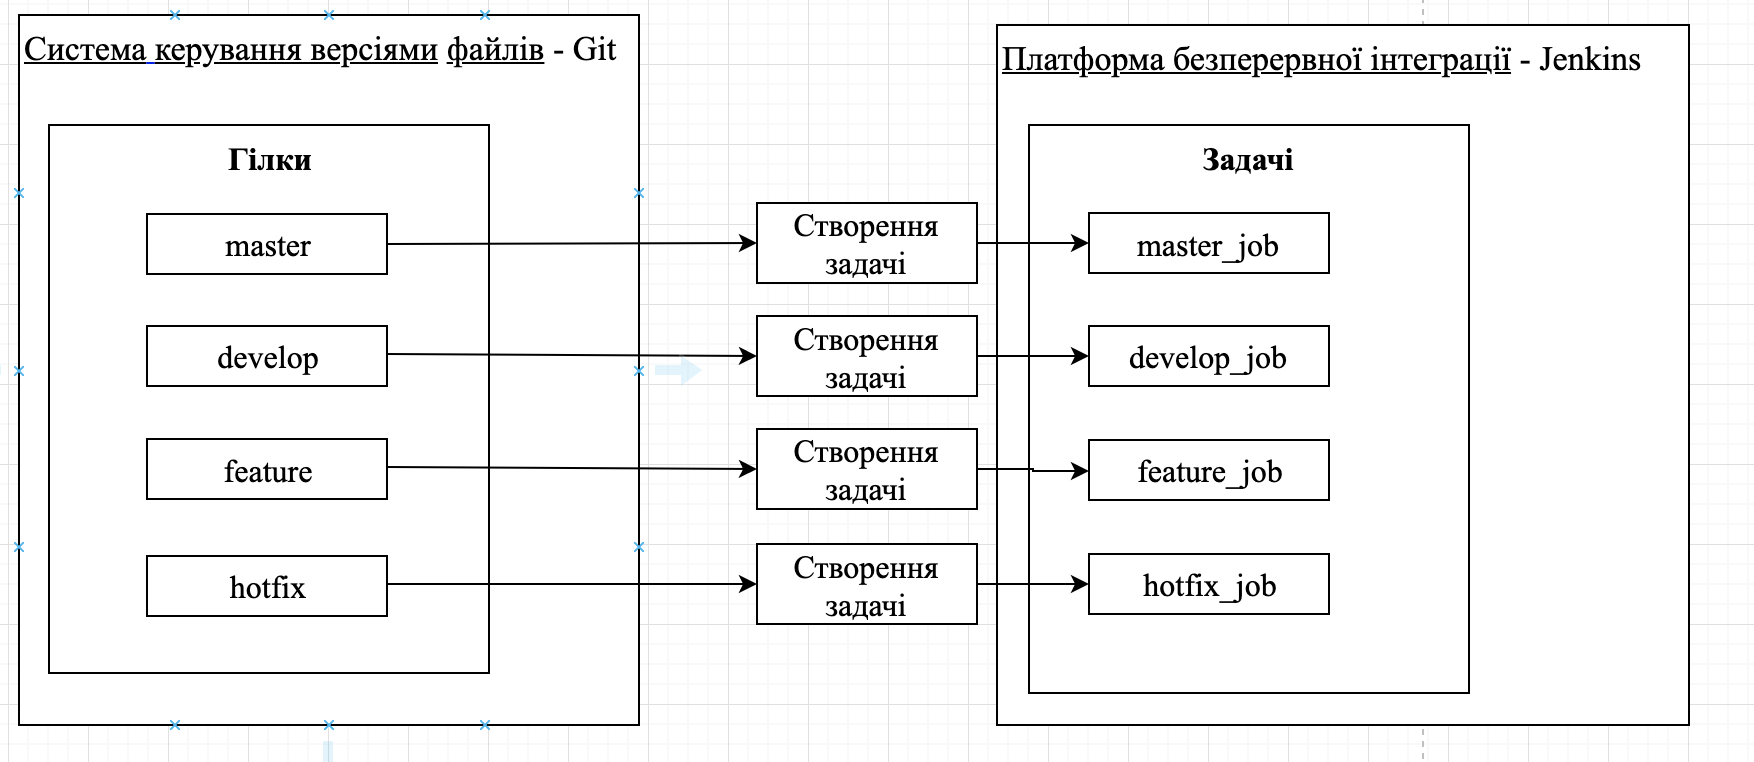 Система керування версіями файлів - Git
Платформа безперервної інтеграції - Jenkins
Гілки
Задачі
master
Створення
задачі
master_job
develop
Створення
задачі
develop_job
feature
Створення
задачі
feature_job
hotfix
Створення
задачі
hotfix_job